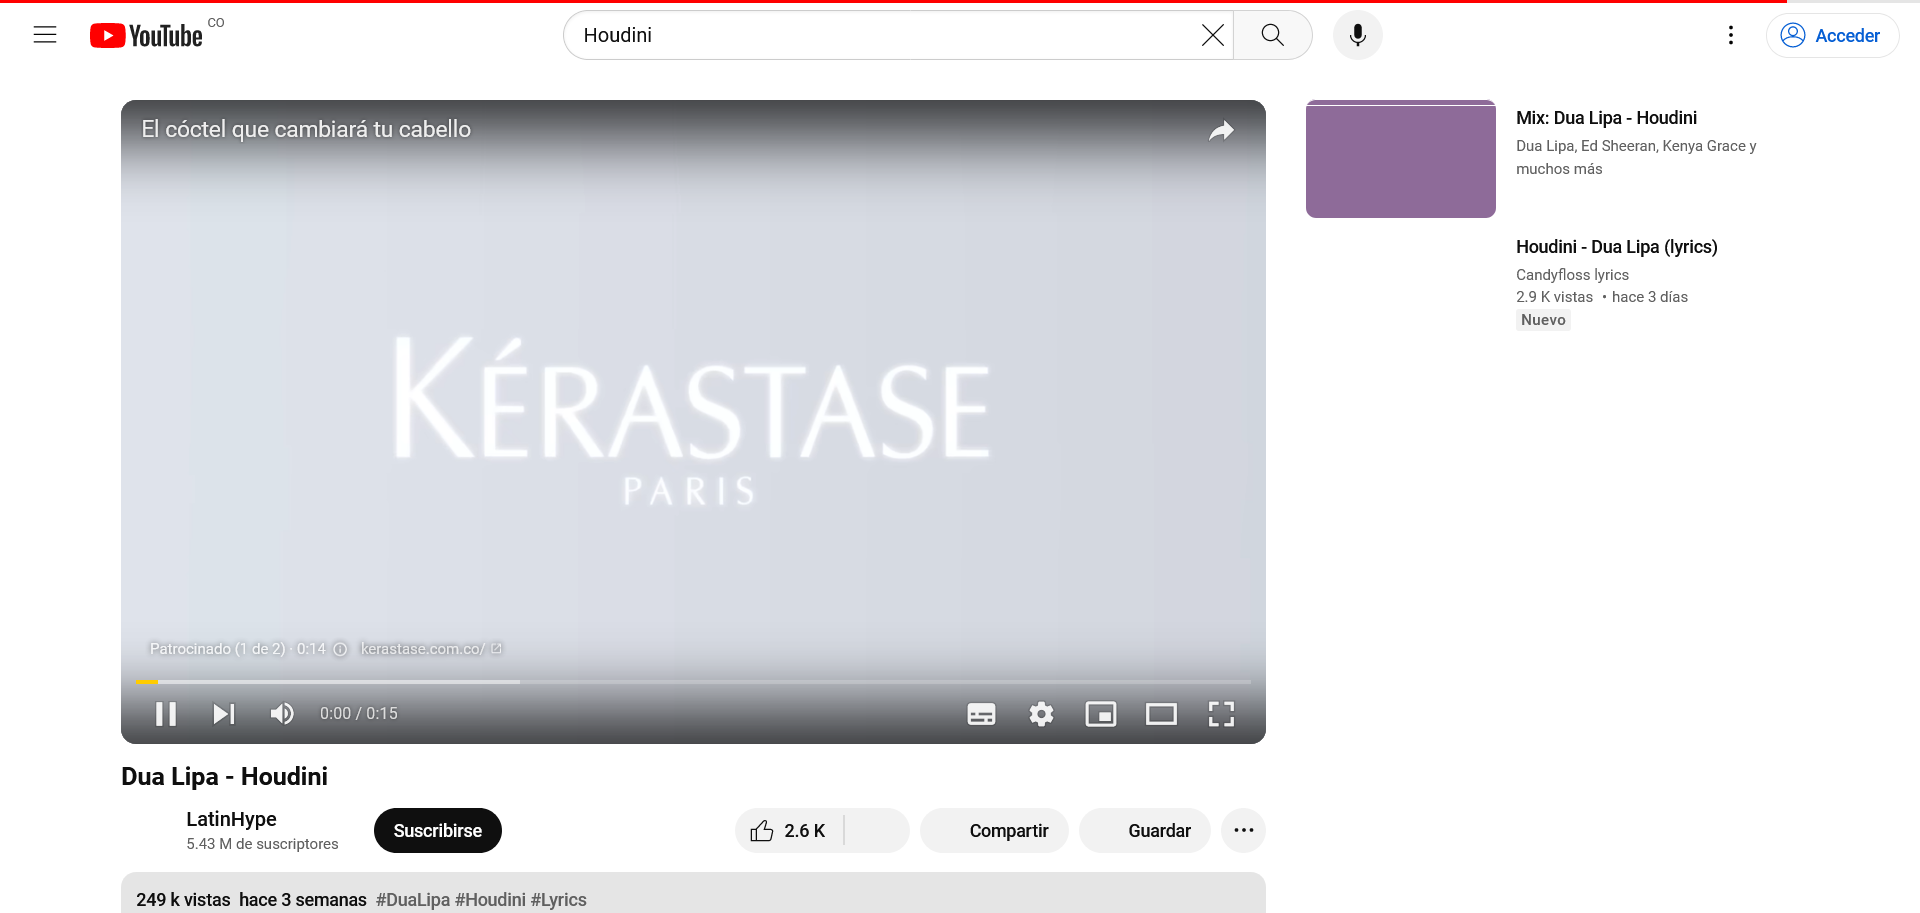 YouTube CO
Houdini
Acceder
El cóctel que cambiará tu cabello
KÉRASTASE
PARIS
Patrocinado (1 de 2) · 0:14 kerastase.com.co/
0:00 / 0:15
Dua Lipa - Houdini
LatinHype
5.43 M de suscriptores
Suscribirse
2.6 K
Compartir
Guardar
249 k vistas hace 3 semanas #DuaLipa #Houdini #Lyrics
Mix: Dua Lipa - Houdini
Dua Lipa, Ed Sheeran, Kenya Grace y
muchos más
Houdini - Dua Lipa (lyrics)
Candyfloss lyrics
2.9 K vistas • hace 3 días
Nuevo